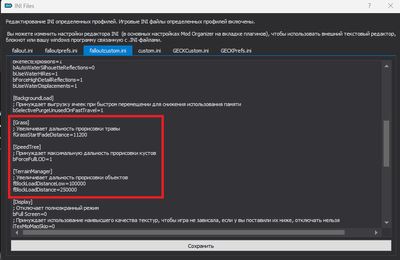 INI Files
Редактирование INI определенных профилей. Игровые INI файлы определенных профилей включены.
Вы можете изменить настройки редактора INI (в основных настройках Mod Organizer на вкладке плагинов), чтобы использовать внешний текстовый редактор,
блокнот или вашу windows программу связанную с .INI-файлами.
fallout.ini falloutprefs.ini falloutcustom.ini custom.ini GECKCustom.ini GECKPrefs.ini
bAutoWaterSilhouetteReflections=0
bUseWaterHiRes=1
bForceHighDetailReflections=1
bUseWaterDisplacements=1
[BackgroundLoad]
; Принуждает выгрузку ячеек при быстром перемещении для снижения использования памяти
bSelectivePurgeUnusedOnFastTravel=1
[Grass]
; Увеличивает дальность прорисовки травы
fGrassStartFadeDistance=11200
[SpeedTree]
; Принуждает максимальную дальность прорисовки кустов
bForceFullLOD=1
[TerrainManager]
; Увеличивает дальность прорисовки объектов
fBlockLoadDistanceLow=100000
fBlockLoadDistance=250000
[Display]
; Отключает полноэкранный режим
bFull Screen=0
; Принуждает использование наивысшего качества текстур, чтобы игра не зависала, если у вы поставили их ниже, отключать нельзя
iTexMipMapSkip=0
Сохранить